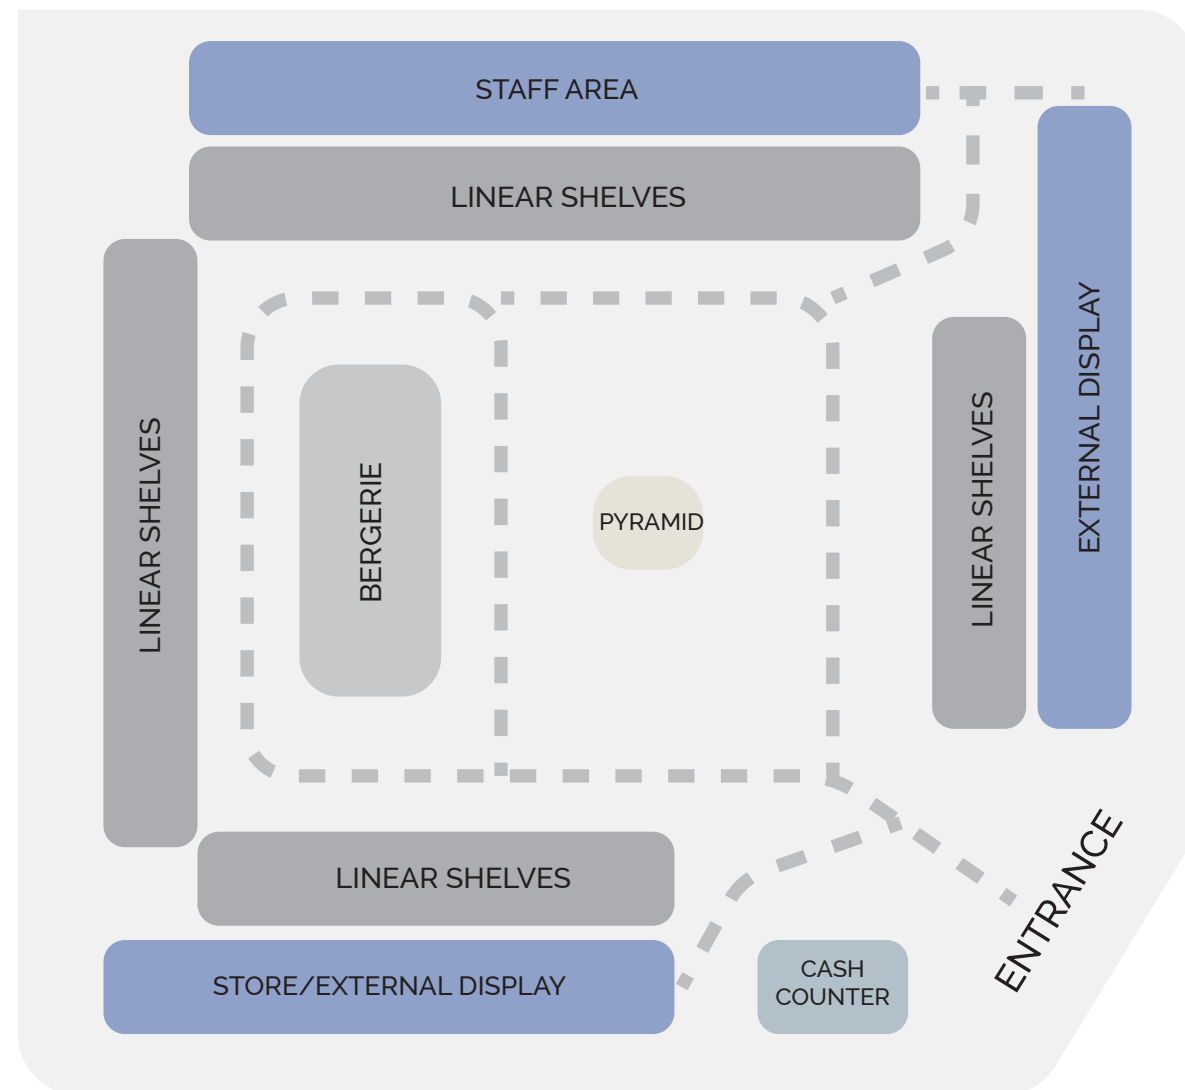 STAFF AREA
LINEAR SHELVES
LINEAR SHELVES
BERGERIE
PYRAMID
LINEAR SHELVES
EXTERNAL DISPLAY
LINEAR SHELVES
ENTRANCE
STORE/EXTERNAL DISPLAY
CASH
COUNTER